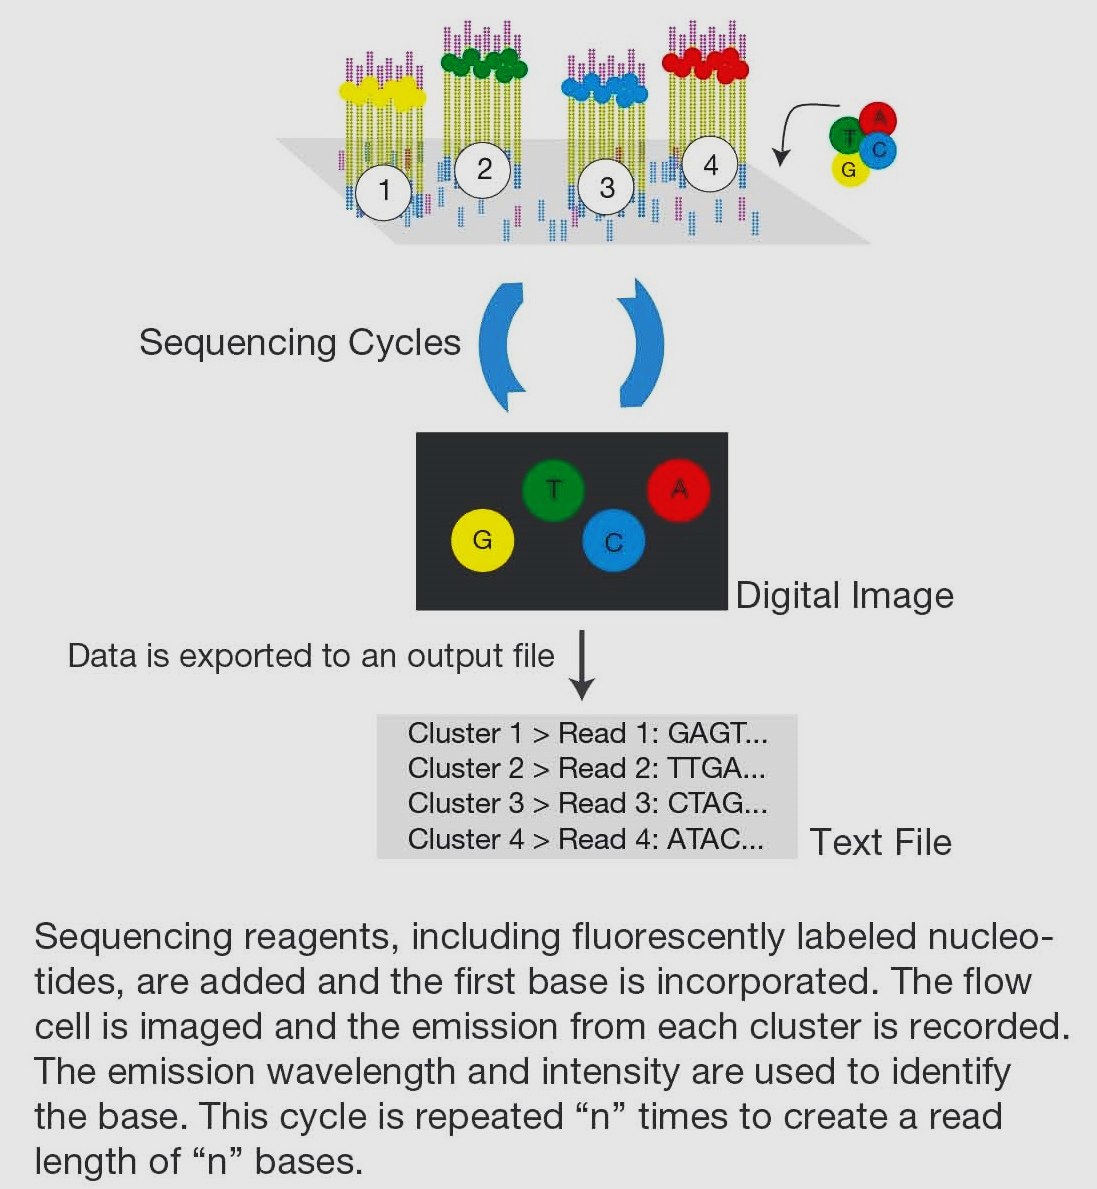 2
4
1
3
A
T
C
G
Sequencing Cycles
T
A
G
C
Digital Image
Data is exported to an output file
Cluster 1 > Read 1: GAGT...
Cluster 2 > Read 2: TTGA...
Cluster 3 > Read 3: CTAG...
Cluster 4 > Read 4: ATAC...
Text File
Sequencing reagents, including fluorescently labeled nucleo-
tides, are added and the first base is incorporated. The flow
cell is imaged and the emission from each cluster is recorded.
The emission wavelength and intensity are used to identify
the base. This cycle is repeated “n” times to create a read
length of “n” bases.